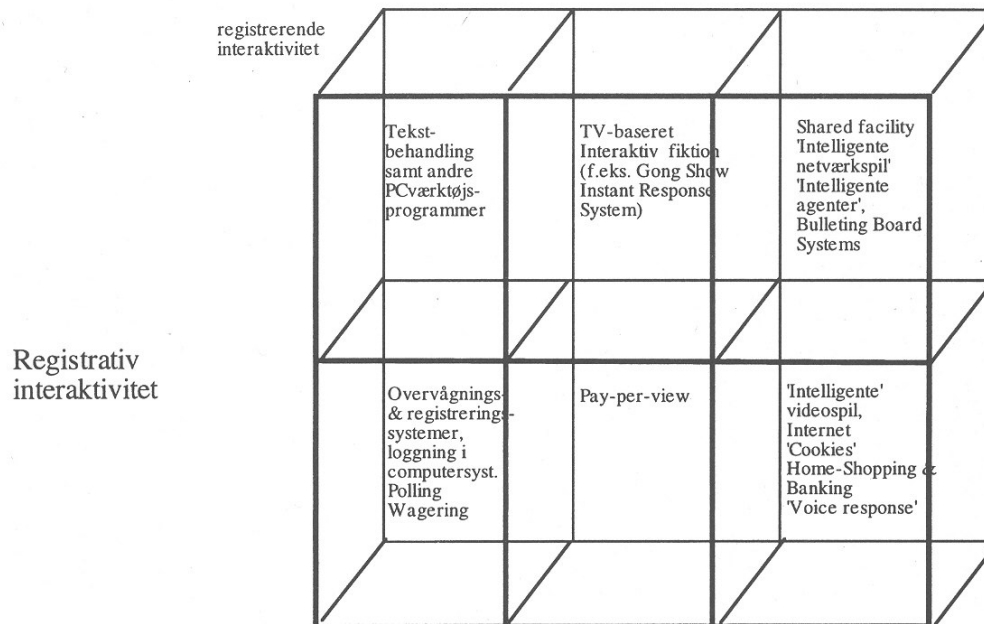 registrerende
interaktivitet
Tekst-
behandling
samt andre
PCværktøjs-
programmer
TV-baseret
Interaktiv fiktion
(f.eks. Gong Show
Instant Response
System)
Shared facility
'Intelligente
netværkspil'
'Intelligente
agenter',
Bulleting Board
Systems
Registrativ
interaktivitet
Overvågnings-
& registrerings-
systemer,
loggning i
computersyst.
Polling
Wagering
Pay-per-view
'Intelligente'
videospil,
Internet
'Cookies'
Home-Shopping &
Banking
'Voice response'